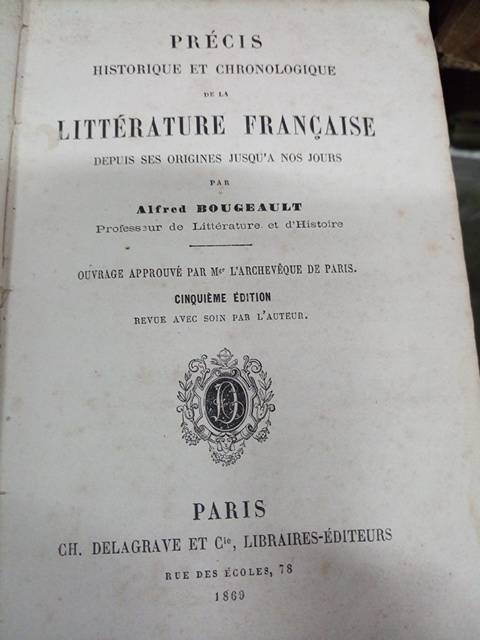 PRÉCIS
HISTORIQUE ET CHRONOLOGIQUE
DE LA
LITTÉRATURE FRANÇAISE
DEPUIS SES ORIGINES JUSQU'A NOS JOURS
PAR
Alfred BOUGEAULT
Professeur de Littérature et d'Histoire
OUVRAGE APPROUVÉ PAR Mgr L'ARCHEVÊQUE DE PARIS.
CINQUIÈME ÉDITION
REVUE AVEC SOIN PAR L'AUTEUR.
PARIS
CH. DELAGRAVE ET Cie, LIBRAIRES-ÉDITEURS
RUE DES ÉCOLES, 78
1869